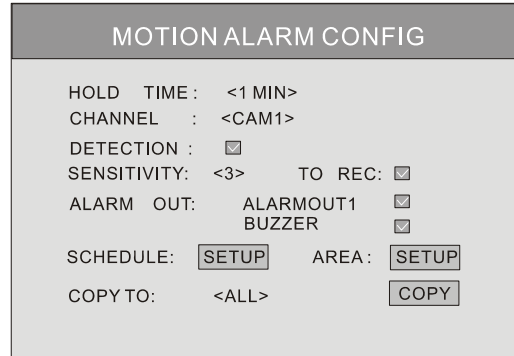 MOTION ALARM CONFIG
HOLD TIME: <1 MIN>
CHANNEL : <CAM1>
DETECTION :
SENSITIVITY: <3> TO REC:
ALARM OUT: ALARMOUT1
BUZZER
SCHEDULE: SETUP AREA: SETUP
COPY TO: <ALL> COPY